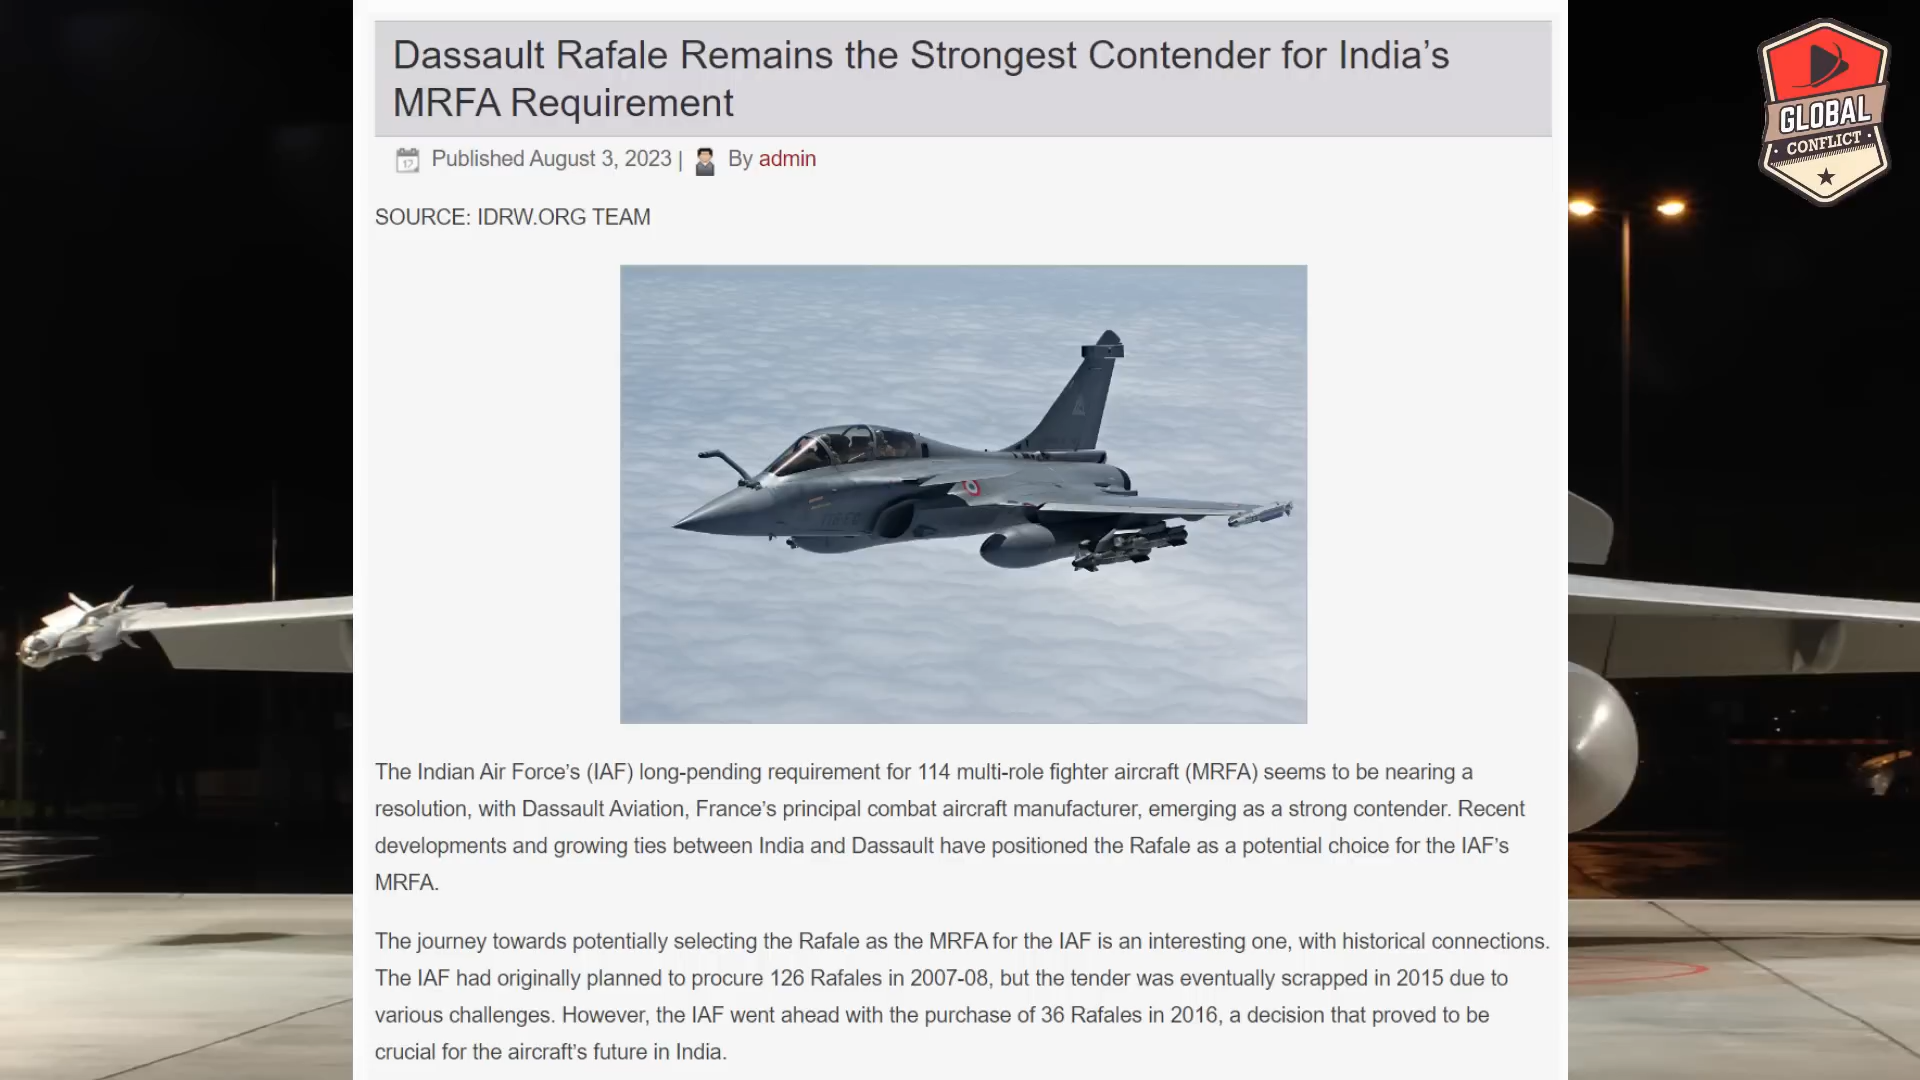 Dassault Rafale Remains the Strongest Contender for India’s
MRFA Requirement
Published August 3, 2023 | By admin
SOURCE: IDRW.ORG TEAM
The Indian Air Force’s (IAF) long-pending requirement for 114 multi-role fighter aircraft (MRFA) seems to be nearing a
resolution, with Dassault Aviation, France’s principal combat aircraft manufacturer, emerging as a strong contender. Recent
developments and growing ties between India and Dassault have positioned the Rafale as a potential choice for the IAF’s
MRFA.
The journey towards potentially selecting the Rafale as the MRFA for the IAF is an interesting one, with historical connections.
The IAF had originally planned to procure 126 Rafales in 2007-08, but the tender was eventually scrapped in 2015 due to
various challenges. However, the IAF went ahead with the purchase of 36 Rafales in 2016, a decision that proved to be
crucial for the aircraft’s future in India.
GLOBAL
CONFLICT